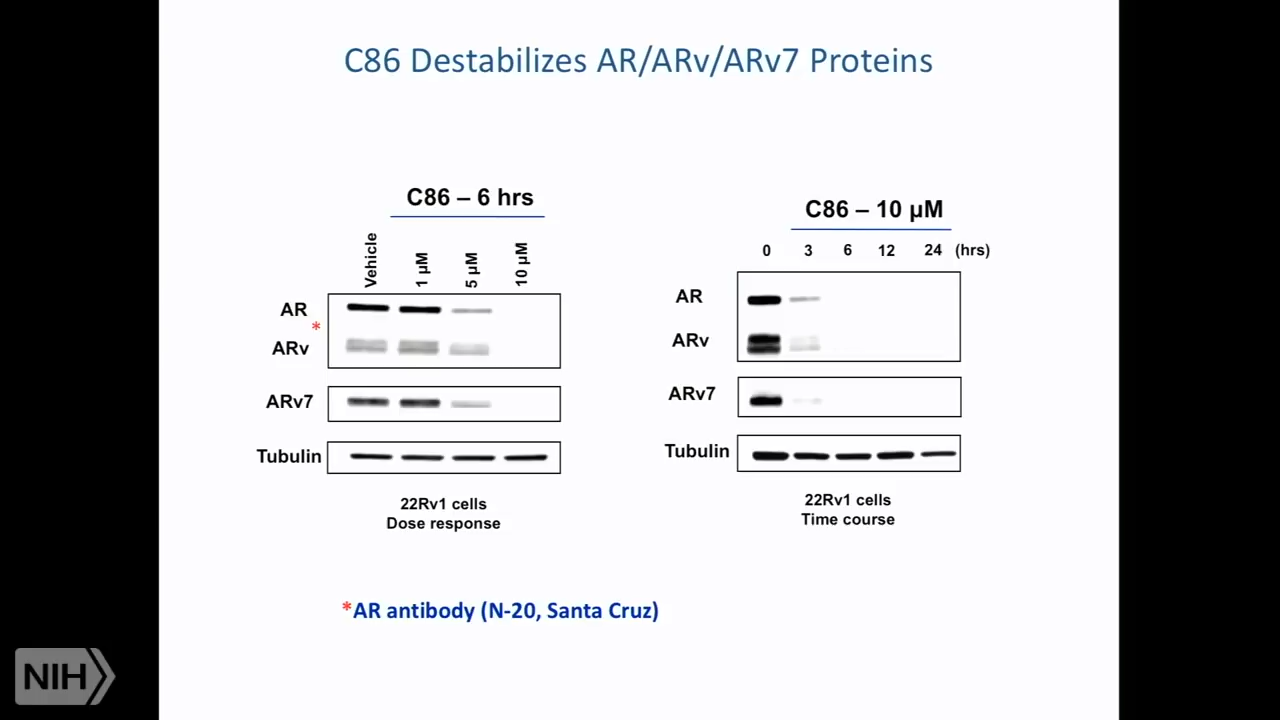 C86 Destabilizes AR/ARv/ARv7 Proteins
C86 – 6 hrs
Vehicle
1 µM
5 µM
10 µM
AR
*
ARv
ARv7
Tubulin
22Rv1 cells
Dose response
C86 – 10 µM
0 3 6 12 24 (hrs)
AR
ARv
ARv7
Tubulin
22Rv1 cells
Time course
*AR antibody (N-20, Santa Cruz)
NIH